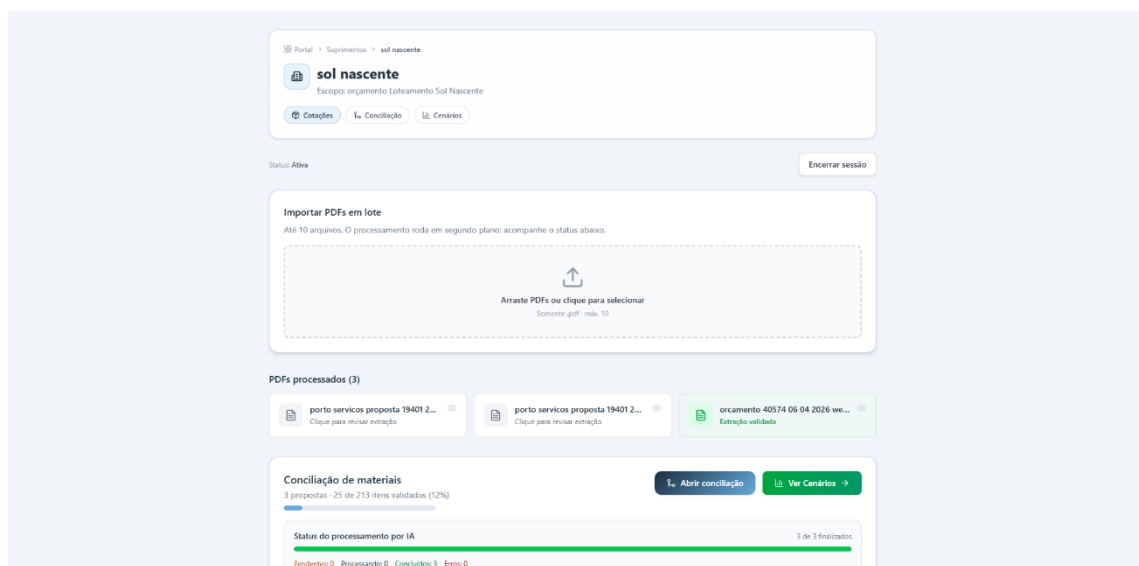 Portal > Suprimentos > sol nascente
sol nascente
Escopo: orçamento Loteamento Sol Nascente
Cotações Conciliação Cenários
Status: Ativa Encerrar sessão
Importar PDFs em lote
Até 10 arquivos. O processamento roda em segundo plano; acompanhe o status abaixo.
Arraste PDFs ou clique para selecionar
Somente .pdf · máx. 10
PDFs processados (3)
porto servicos proposta 19401 2... porto servicos proposta 19401 2... orcamento 40574 06 04 2026 we...
Clique para revisar extração Clique para revisar extração Extração validada
Conciliação de materiais Abrir conciliação Ver Cenários →
3 propostas · 25 de 213 itens validados (12%)
Status do processamento por IA 3 de 3 finalizados
Pendentes: 0 Processando: 0 Concluídos: 3 Erros: 0